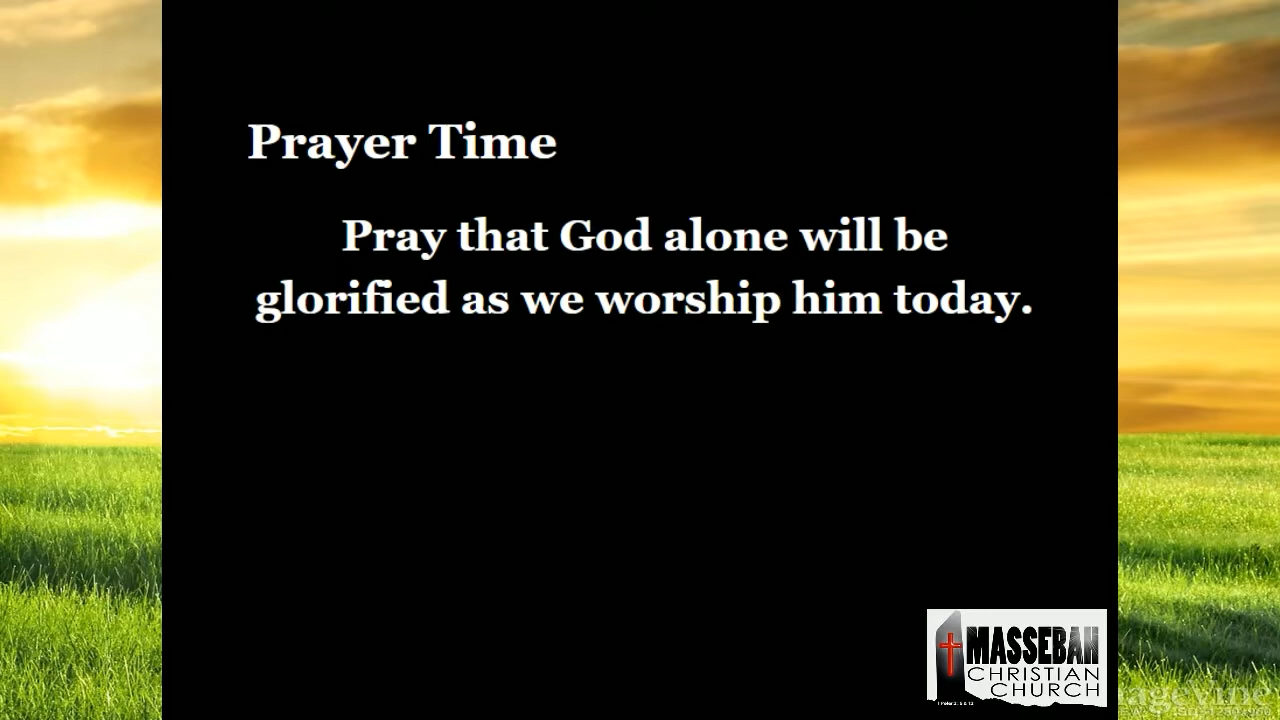 Prayer Time
Pray that God alone will be
glorified as we worship him today.
MASSEBAH
CHRISTIAN
CHURCH